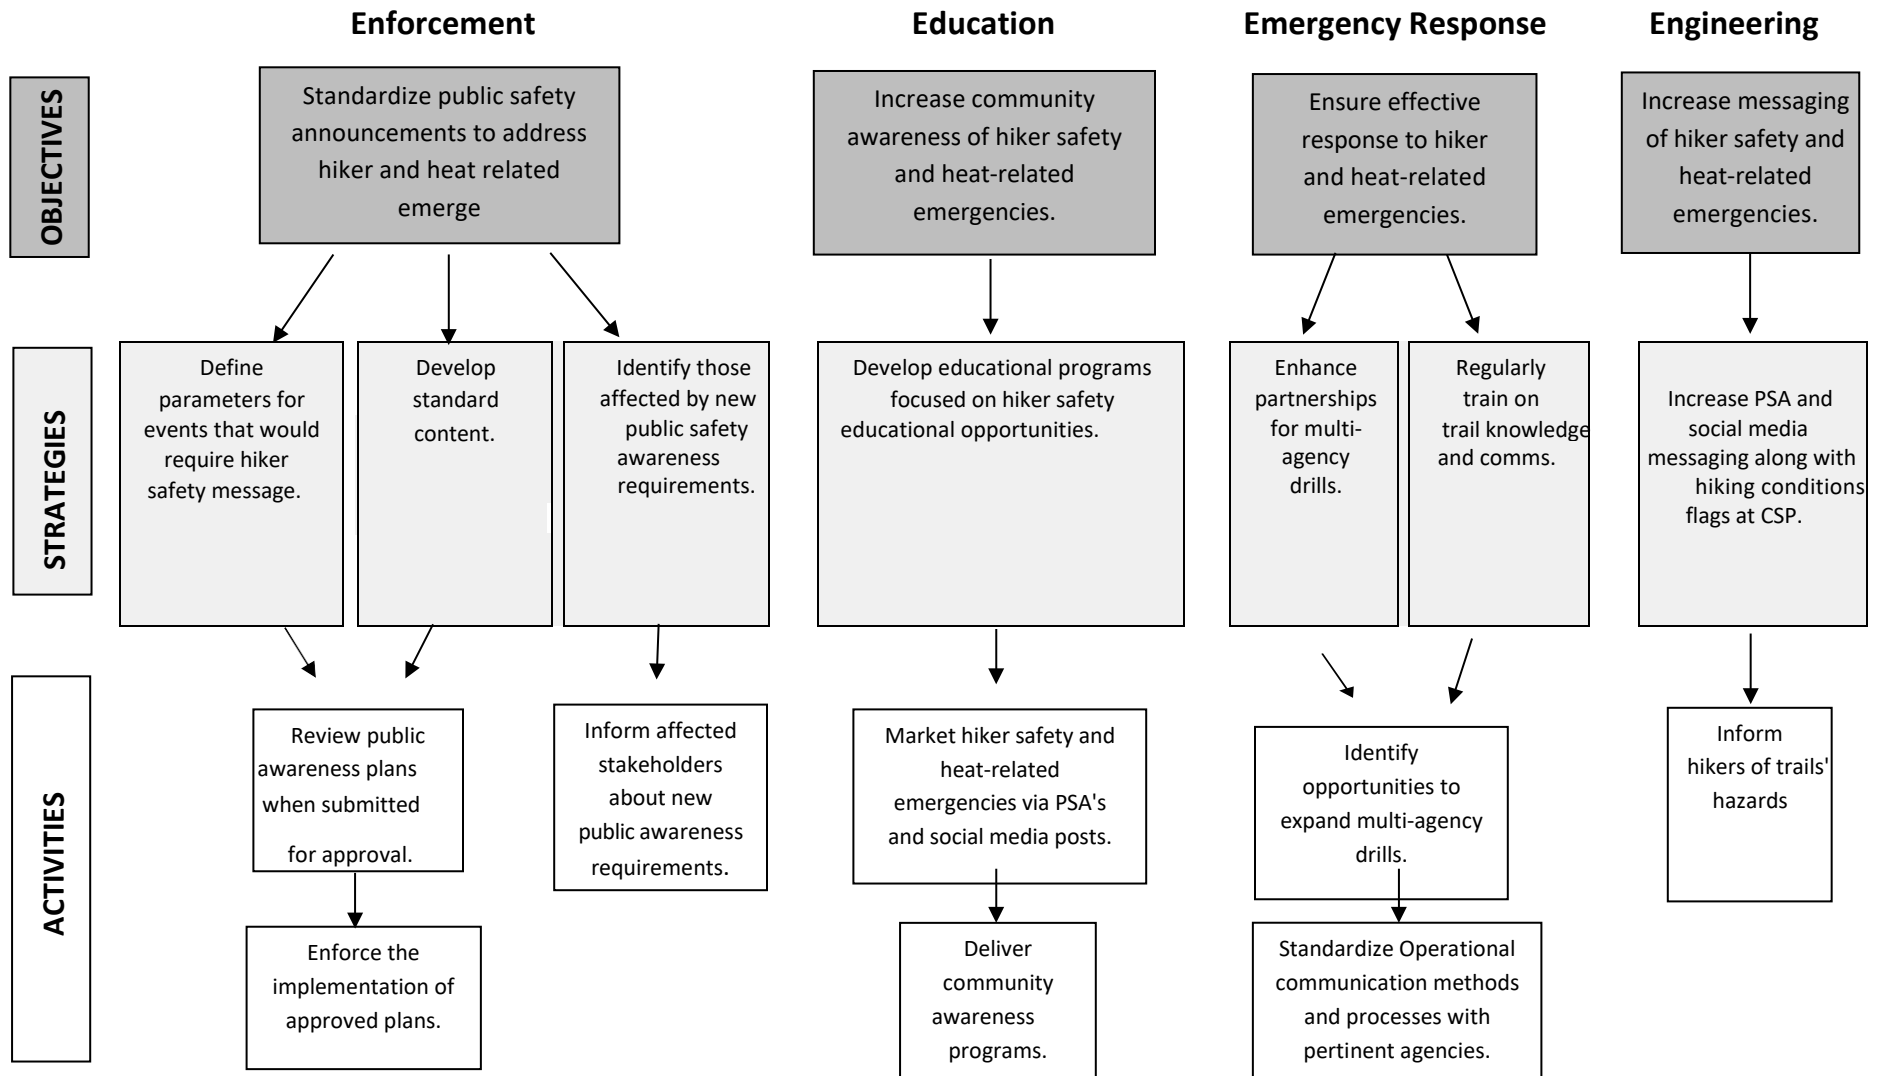 Enforcement
Education
Emergency Response
Engineering
OBJECTIVES
Standardize public safety
announcements to address
hiker and heat related
emerge
Increase community
awareness of hiker safety
and heat-related
emergencies.
Ensure effective
response to hiker
and heat-related
emergencies.
Increase messaging
of hiker safety and
heat-related
emergencies.
STRATEGIES
Define
parameters for
events that would
require hiker
safety message.
Develop
standard
content.
Identify those
affected by new
public safety
awareness
requirements.
Develop educational programs
focused on hiker safety
educational opportunities.
Enhance
partnerships
for multi-
agency
drills.
Regularly
train on
trail knowledge
and comms.
Increase PSA and
social media
messaging along with
hiking conditions
flags at CSP.
ACTIVITIES
Review public
awareness plans
when submitted
for approval.
Inform affected
stakeholders
about new
public awareness
requirements.
Market hiker safety and
heat-related
emergencies via PSA's
and social media posts.
Identify
opportunities to
expand multi-agency
drills.
Inform
hikers of trails'
hazards
Enforce the
implementation of
approved plans.
Deliver
community
awareness
programs.
Standardize Operational
communication methods
and processes with
pertinent agencies.